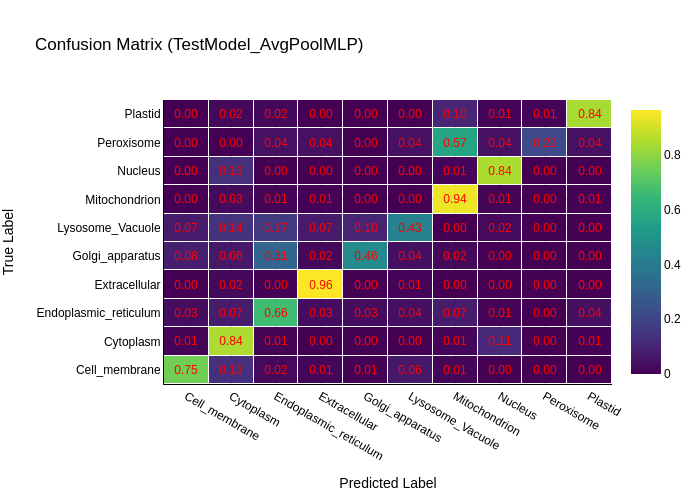 Confusion Matrix (TestModel_AvgPoolMLP)
True Label
Plastid 0.00 0.02 0.02 0.00 0.00 0.00 0.10 0.01 0.01 0.84
Peroxisome 0.00 0.00 0.04 0.04 0.00 0.04 0.57 0.04 0.22 0.04
Nucleus 0.00 0.13 0.00 0.00 0.00 0.00 0.01 0.84 0.00 0.00
Mitochondrion 0.00 0.03 0.01 0.01 0.00 0.00 0.94 0.01 0.00 0.01
Lysosome_Vacuole 0.07 0.14 0.17 0.07 0.10 0.43 0.00 0.02 0.00 0.00
Golgi_apparatus 0.08 0.06 0.31 0.02 0.46 0.04 0.02 0.00 0.00 0.00
Extracellular 0.00 0.02 0.00 0.96 0.00 0.01 0.00 0.00 0.00 0.00
Endoplasmic_reticulum 0.03 0.07 0.66 0.03 0.03 0.04 0.07 0.01 0.00 0.04
Cytoplasm 0.01 0.84 0.01 0.00 0.00 0.00 0.01 0.11 0.00 0.01
Cell_membrane 0.75 0.13 0.02 0.01 0.01 0.06 0.01 0.00 0.00 0.00
Cell_membrane Cytoplasm Endoplasmic_reticulum Extracellular Golgi_apparatus Lysosome_Vacuole Mitochondrion Nucleus Peroxisome Plastid
Predicted Label
0.8
0.6
0.4
0.2
0